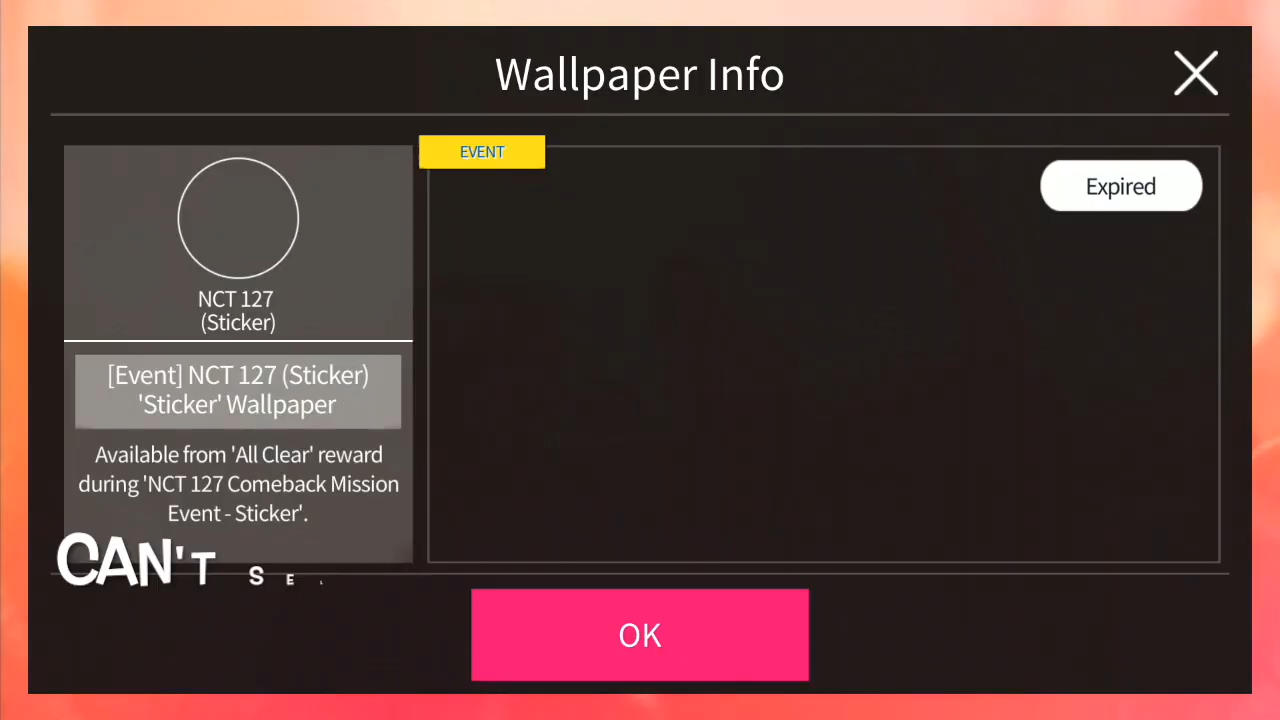 Wallpaper Info
EVENT
Expired
NCT 127
(Sticker)
[Event] NCT 127 (Sticker)
'Sticker' Wallpaper
Available from 'All Clear' reward
during 'NCT 127 Comeback Mission
Event - Sticker'.
CAN'T SE
OK